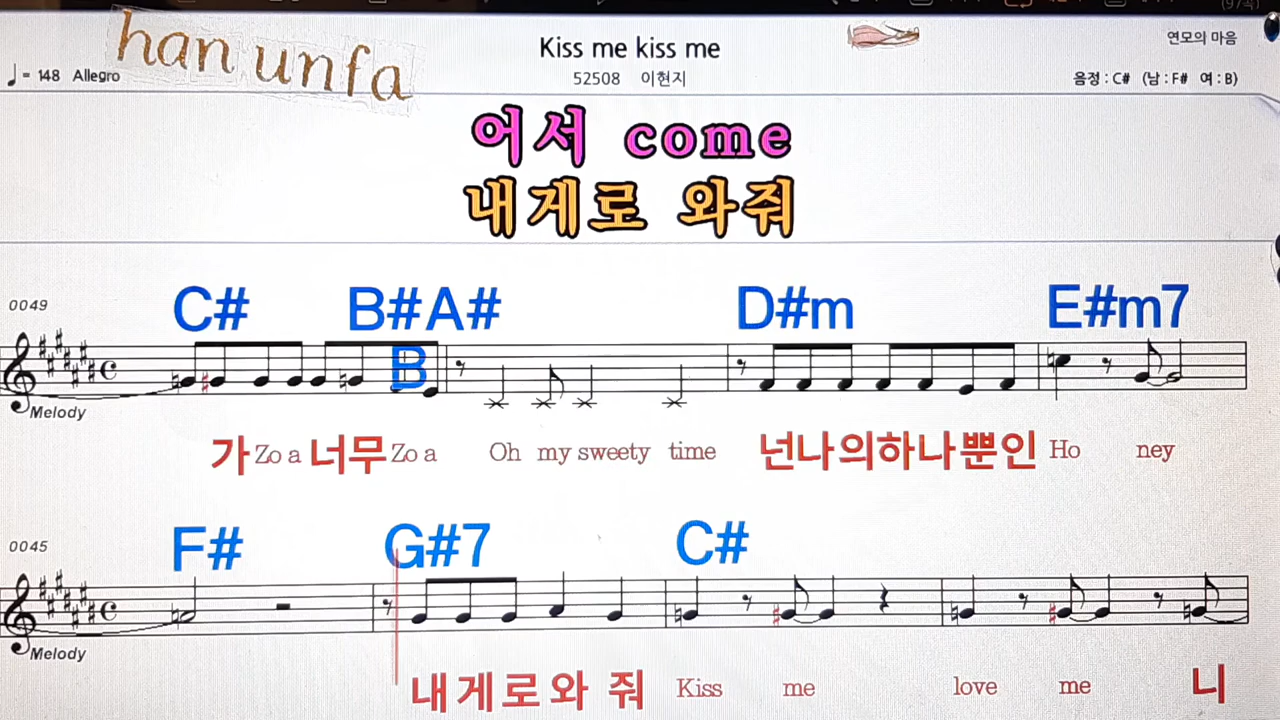 han unfa
Kiss me kiss me
연모의 마음
♩= 148 Allegro
52508 이현지
음정 : C# (남 : F# 여 : B)
어서 come
내게로 와줘
0049
C# B# A# D#m E#m7
B
Melody
가 Zo a 너무 Zo a Oh my sweety time 넌나의하나뿐인 Ho ney
0045
F# G#7 C#
Melody
내게로와 줘 Kiss me love me 니